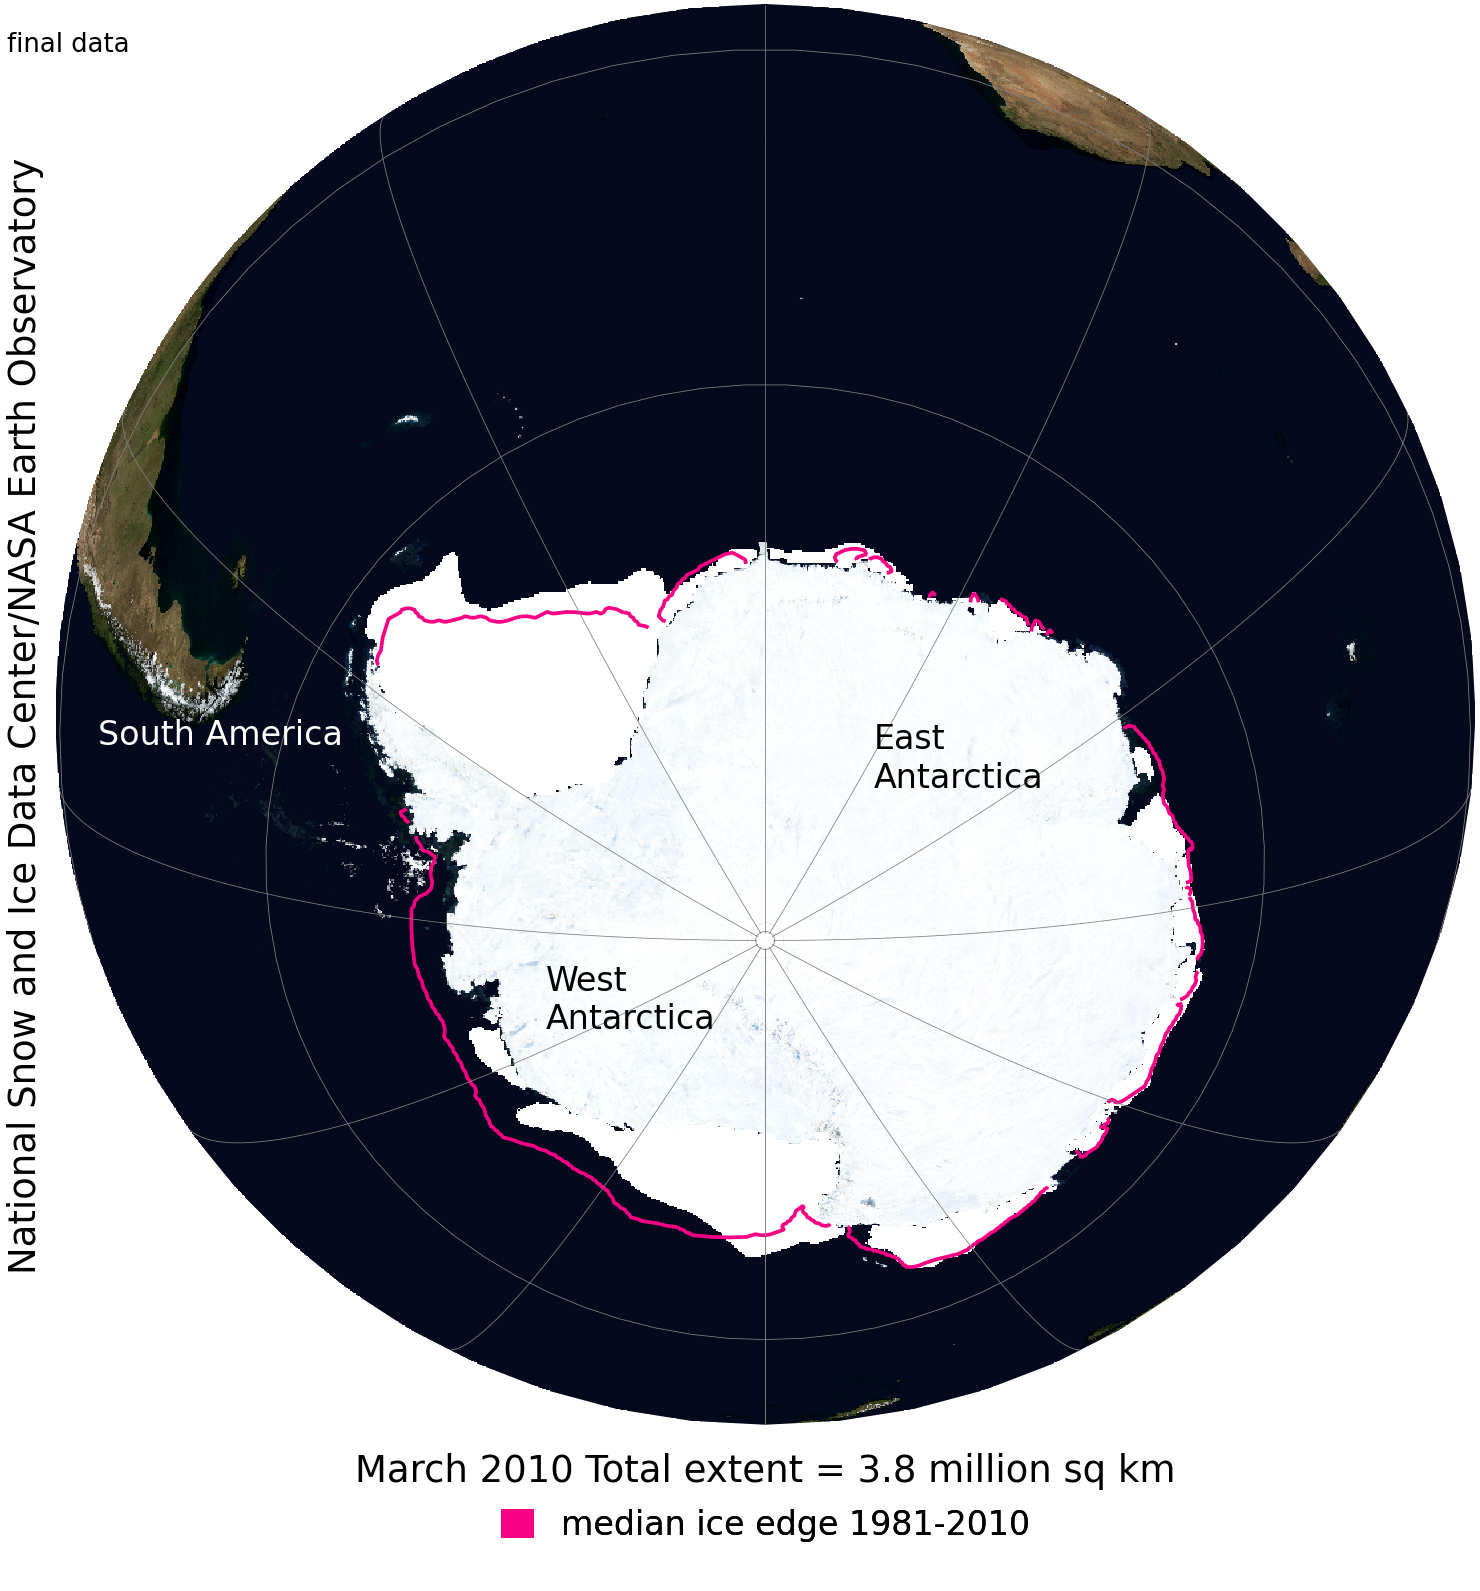 final data
National Snow and Ice Data Center/NASA Earth Observatory
South America
East
Antarctica
West
Antarctica
March 2010 Total extent = 3.8 million sq km
median ice edge 1981-2010